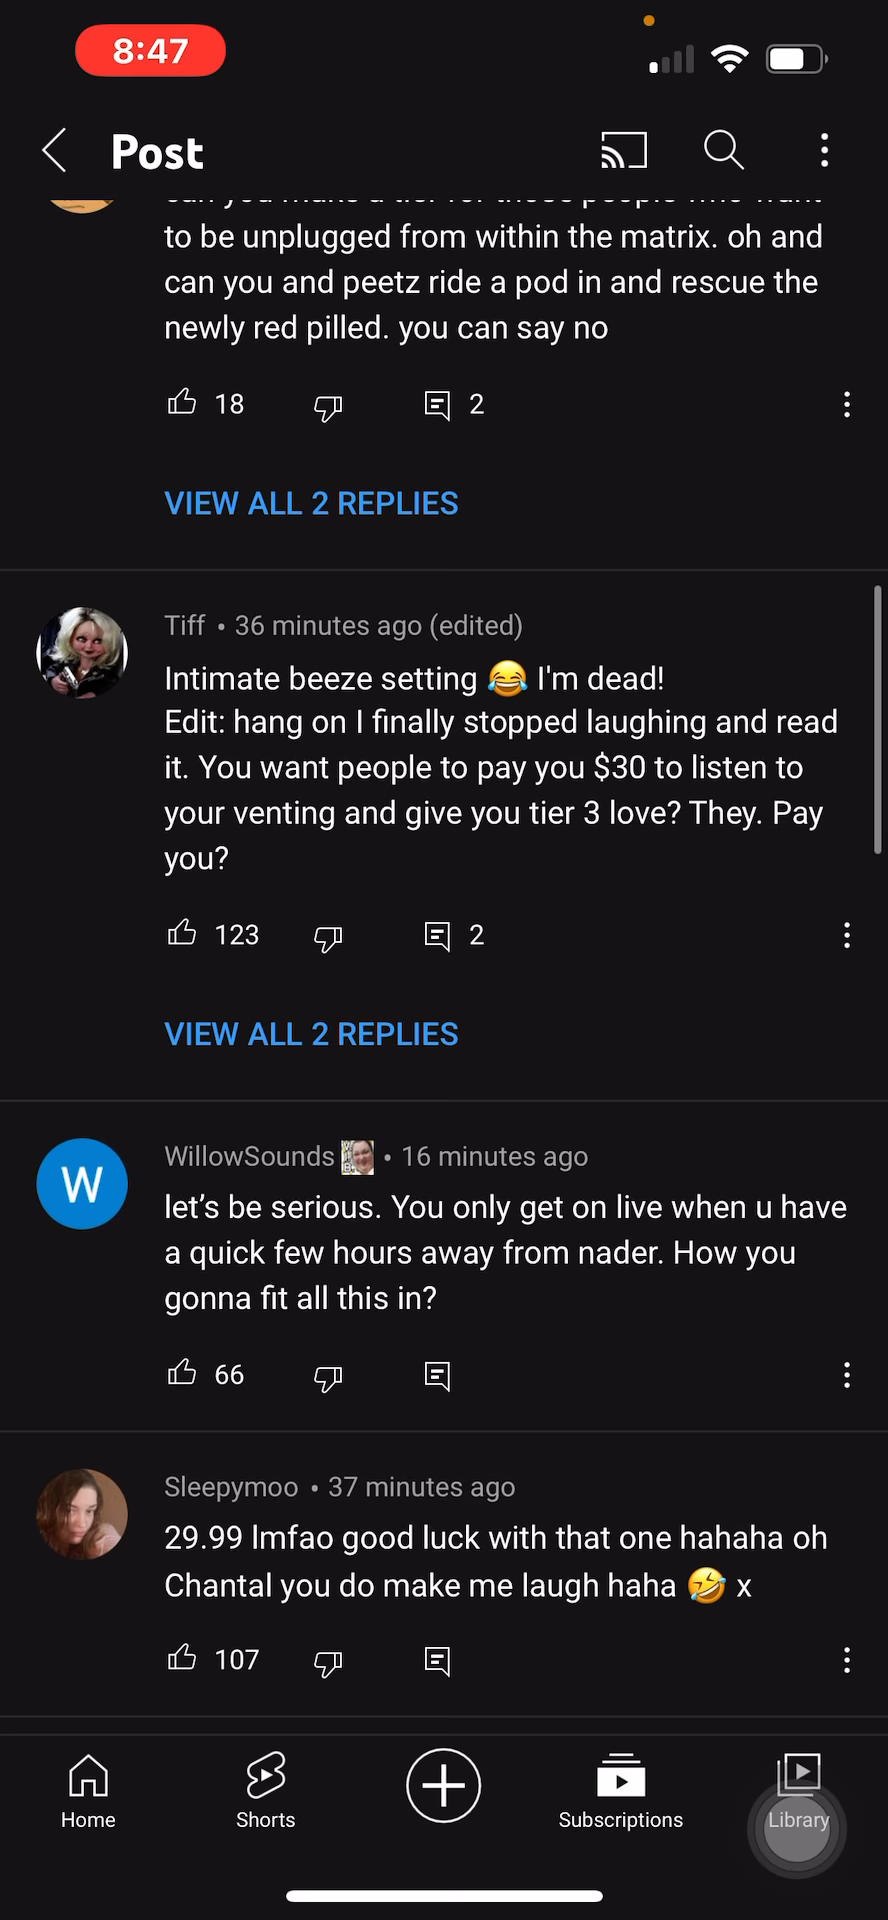 8:47
Post
to be unplugged from within the matrix. oh and
can you and peetz ride a pod in and rescue the
newly red pilled. you can say no
18
2
VIEW ALL 2 REPLIES
Tiff • 36 minutes ago (edited)
Intimate beeze setting 😂 I'm dead!
Edit: hang on I finally stopped laughing and read
it. You want people to pay you $30 to listen to
your venting and give you tier 3 love? They. Pay
you?
123
2
VIEW ALL 2 REPLIES
W
WillowSounds • 16 minutes ago
let’s be serious. You only get on live when u have
a quick few hours away from nader. How you
gonna fit all this in?
66
Sleepymoo • 37 minutes ago
29.99 lmfao good luck with that one hahaha oh
Chantal you do make me laugh haha 🤣 x
107
Home
Shorts
Subscriptions
Library